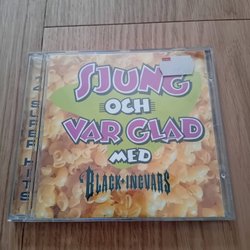 SJUNG
OCH
VAR GLAD
MED
BLACK-INGVARS
14 SUPER HITS